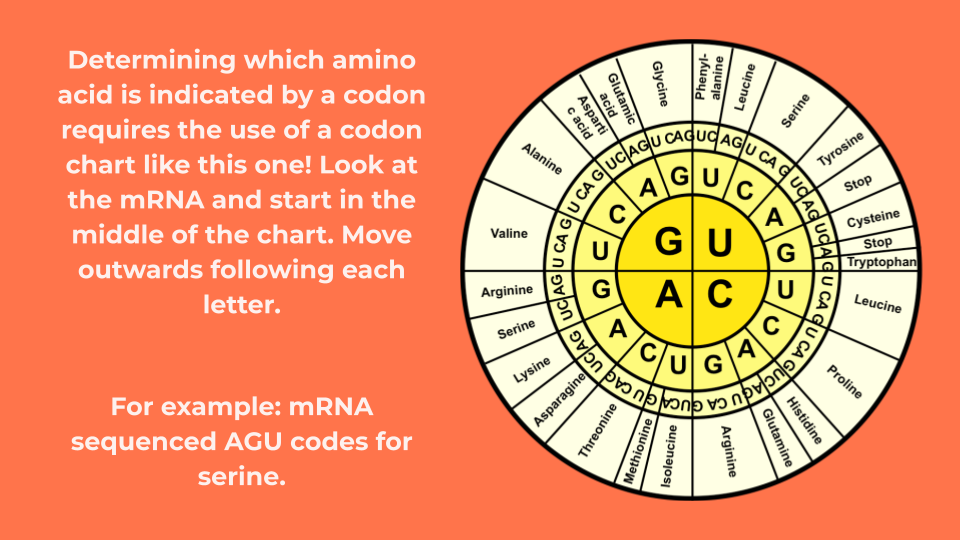 Determining which amino
acid is indicated by a codon
requires the use of a codon
chart like this one! Look at
the mRNA and start in the
middle of the chart. Move
outwards following each
letter.
For example: mRNA
sequenced AGU codes for
serine.
Glycine
Phenyl-
alanine
Leucine
Serine
Tyrosine
Stop
Cysteine
Stop
Tryptophan
Leucine
Proline
Histidine
Glutamine
Arginine
Isoleucine
Methionine
Threonine
Asparagine
Lysine
Serine
Arginine
Valine
Alanine
Asparti
c acid
Glutamic
acid
G U
A C
U C A G
U C A G
U C A G
U C A G